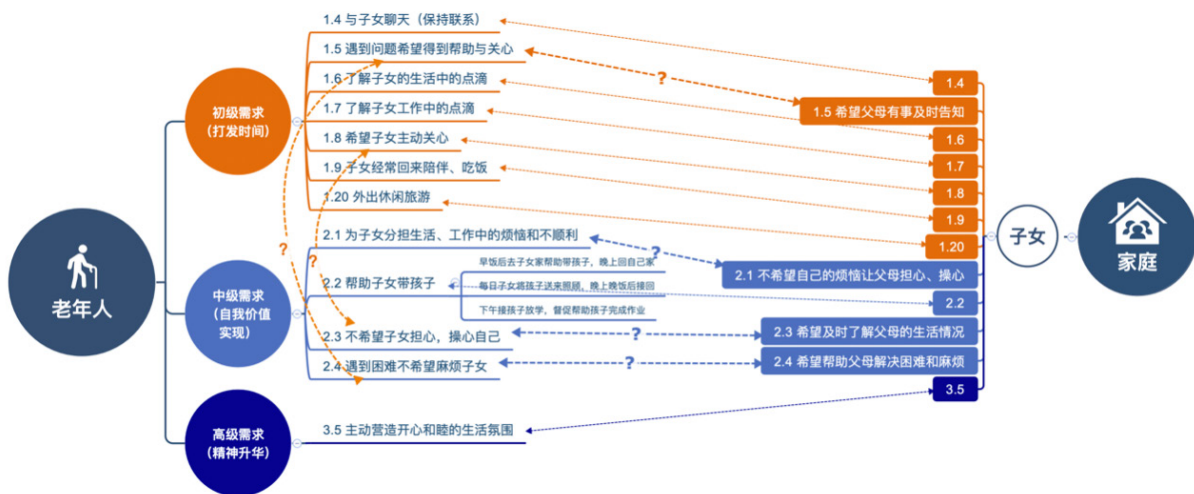 老年人
初级需求
（打发时间）
1.4 与子女聊天（保持联系）
1.5 遇到问题希望得到帮助与关心
1.6 了解子女的生活中的点滴
1.7 了解子女工作中的点滴
1.8 希望子女主动关心
1.9 子女经常回来陪伴、吃饭
1.20 外出休闲旅游
中级需求
（自我价值
实现）
2.1 为子女分担生活、工作中的烦恼和不顺利
2.2 帮助子女带孩子
早饭后去子女家帮助带孩子，晚上回自己家
每日子女将孩子送来照顾，晚上晚饭后接回
下午接孩子放学，督促帮助孩子完成作业
2.3 不希望子女担心，操心自己
2.4 遇到困难不希望麻烦子女
高级需求
（精神升华）
3.5 主动营造开心和睦的生活氛围
?
?
?
?
?
?
1.4
1.5 希望父母有事及时告知
1.6
1.7
1.8
1.9
1.20
2.1 不希望自己的烦恼让父母担心、操心
2.2
2.3 希望及时了解父母的生活情况
2.4 希望帮助父母解决困难和麻烦
3.5
子女
家庭